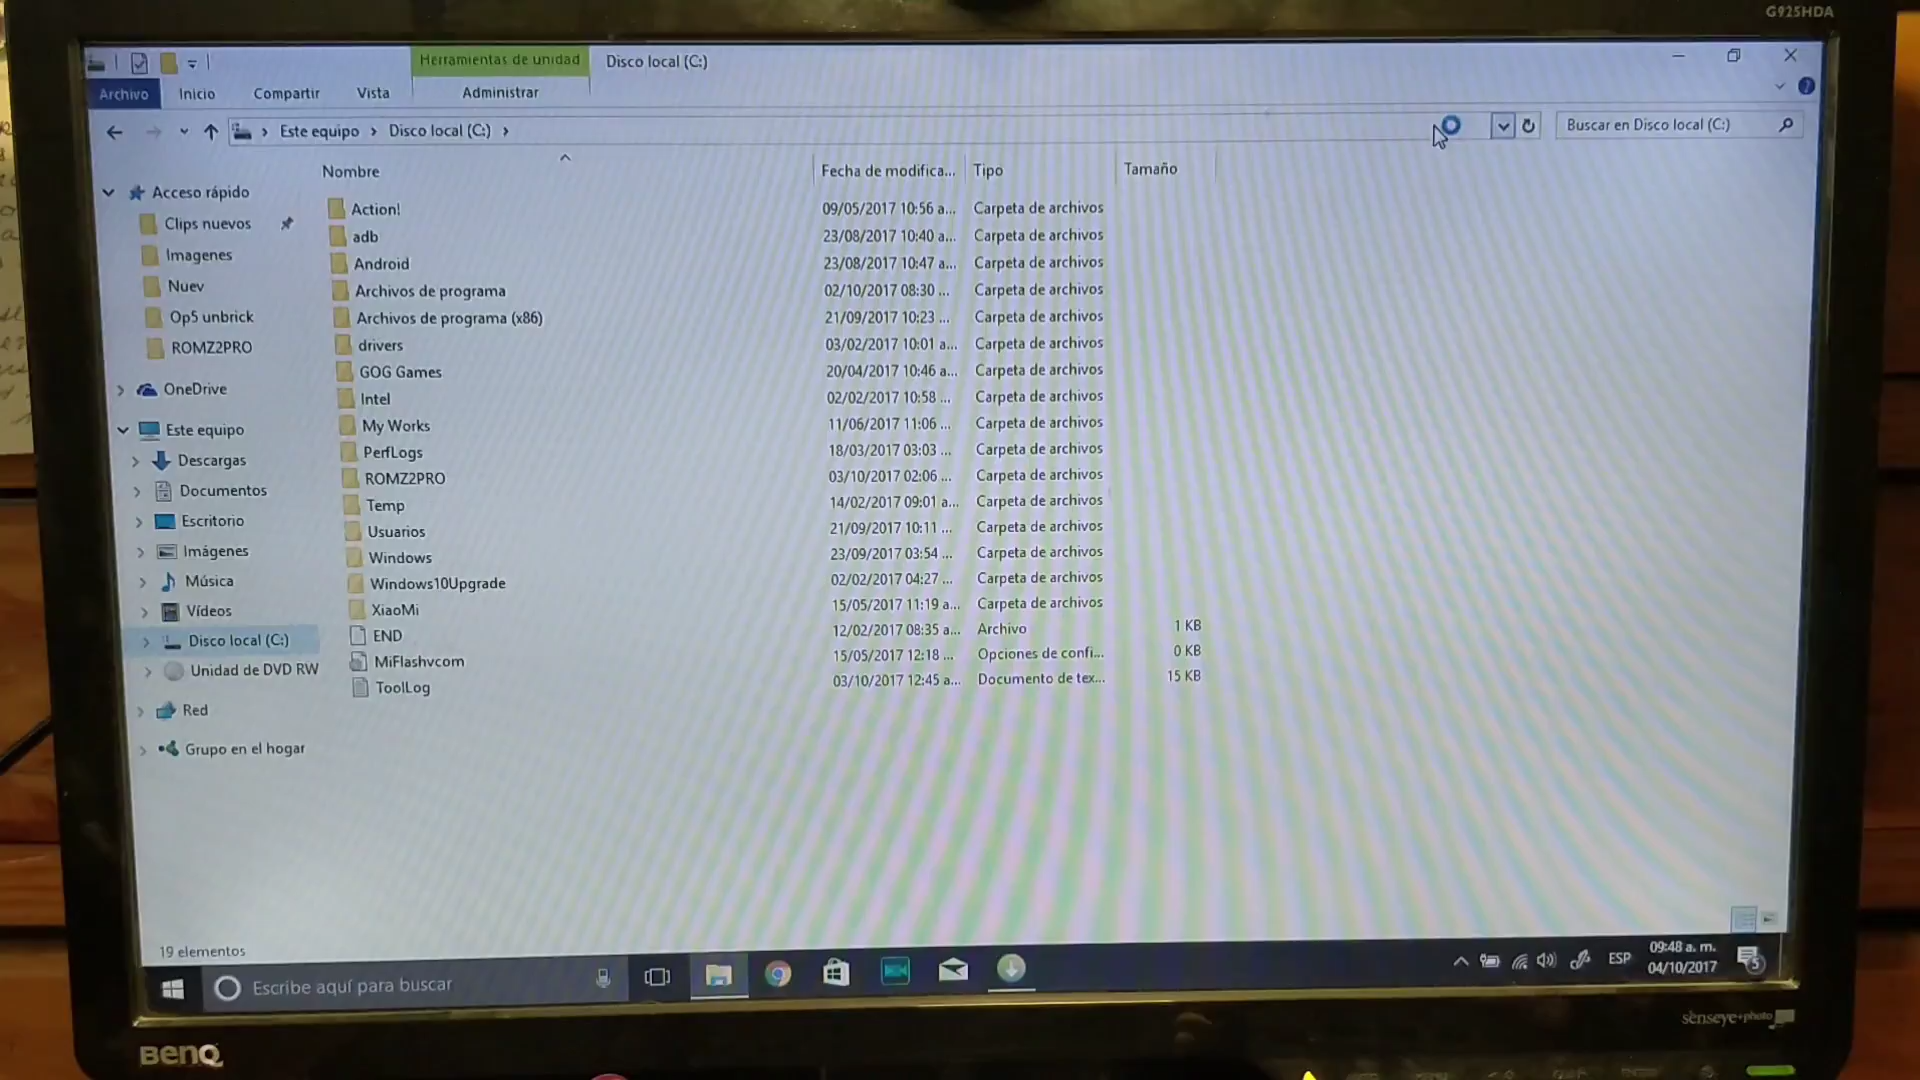 G925HDA
Herramientas de unidad
Disco local (C:)
Archivo
Inicio
Compartir
Vista
Administrar
Este equipo > Disco local (C:) >
Buscar en Disco local (C:)
Nombre
Fecha de modifica...
Tipo
Tamaño
Acceso rápido
Clips nuevos
Imagenes
Nuev
Op5 unbrick
ROMZ2PRO
OneDrive
Este equipo
Descargas
Documentos
Escritorio
Imágenes
Música
Vídeos
Disco local (C:)
Unidad de DVD RW
Red
Grupo en el hogar
Action! 09/05/2017 10:56 a... Carpeta de archivos
adb 23/08/2017 10:40 a... Carpeta de archivos
Android 23/08/2017 10:47 a... Carpeta de archivos
Archivos de programa 02/10/2017 08:30 ... Carpeta de archivos
Archivos de programa (x86) 21/09/2017 10:23 ... Carpeta de archivos
drivers 03/02/2017 10:01 a... Carpeta de archivos
GOG Games 20/04/2017 10:46 a... Carpeta de archivos
Intel 02/02/2017 10:58 ... Carpeta de archivos
My Works 11/06/2017 11:06 ... Carpeta de archivos
PerfLogs 18/03/2017 03:03 ... Carpeta de archivos
ROMZ2PRO 03/10/2017 02:06 ... Carpeta de archivos
Temp 14/02/2017 09:01 a... Carpeta de archivos
Usuarios 21/09/2017 10:11 ... Carpeta de archivos
Windows 23/09/2017 03:54 ... Carpeta de archivos
Windows10Upgrade 02/02/2017 04:27 ... Carpeta de archivos
XiaoMi 15/05/2017 11:19 a... Carpeta de archivos
END 12/02/2017 08:35 a... Archivo 1 KB
MiFlashvcom 15/05/2017 12:18 ... Opciones de confi... 0 KB
ToolLog 03/10/2017 12:45 a... Documento de tex... 15 KB
19 elementos
Escribe aquí para buscar
ESP
09:48 a. m.
04/10/2017
5
senseye+photo
BenQ